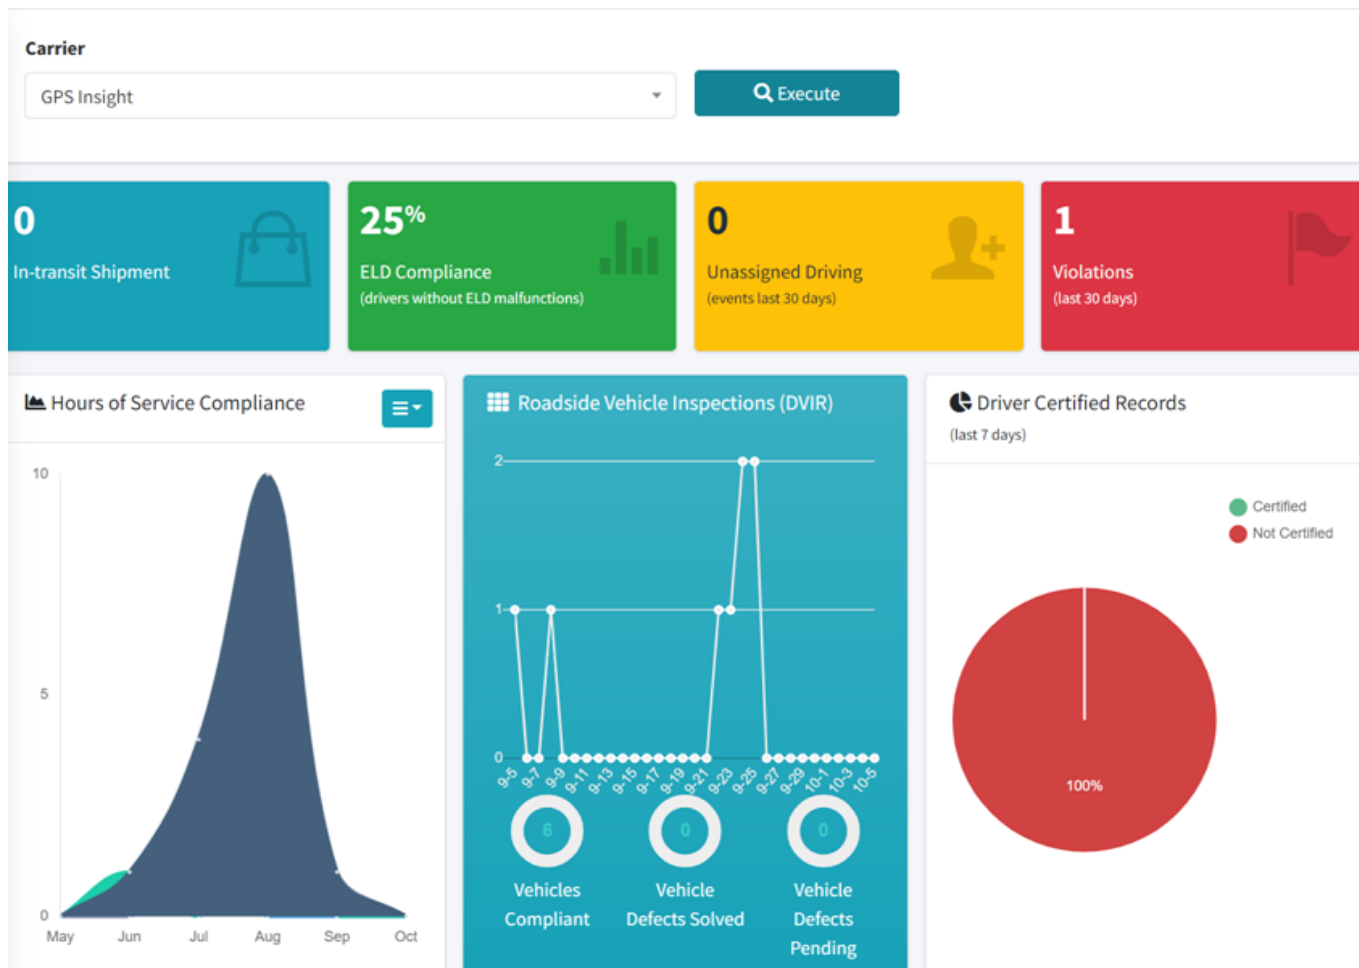 Carrier
GPS Insight
Execute
0
In-transit Shipment
25%
ELD Compliance
(drivers without ELD malfunctions)
0
Unassigned Driving
(events last 30 days)
1
Violations
(last 30 days)
Hours of Service Compliance
10
5
0
May Jun Jul Aug Sep Oct
Roadside Vehicle Inspections (DVIR)
2
1
0
9-5 9-7 9-9 9-11 9-13 9-15 9-17 9-19 9-21 9-23 9-25 9-27 9-29 10-1 10-3 10-5
6
Vehicles
Compliant
0
Vehicle
Defects Solved
0
Vehicle
Defects
Pending
Driver Certified Records
(last 7 days)
Certified
Not Certified
100%